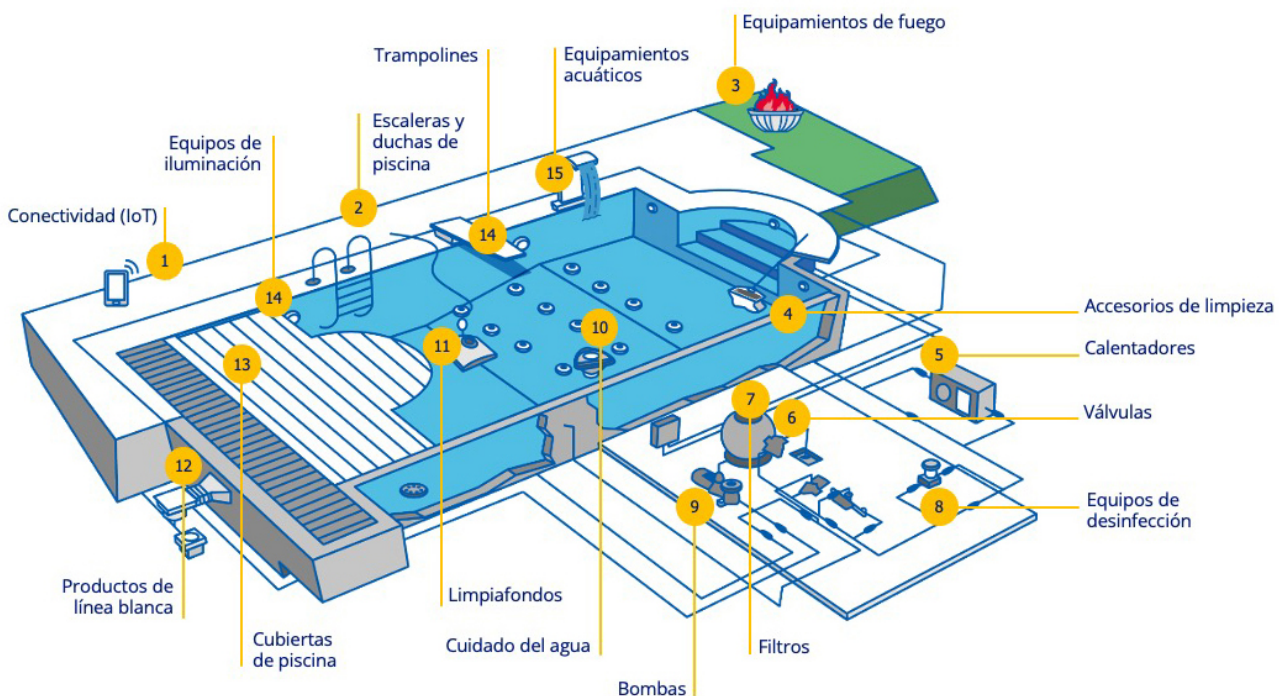 Equipamientos de fuego
Trampolines
Equipamientos
acuáticos
3
Escaleras y
duchas de
piscina
Equipos de
iluminación
15
2
Conectividad (IoT)
14
1
14
4
Accesorios de limpieza
10
11
5
Calentadores
13
7
6
Válvulas
12
9
8
Equipos de
desinfección
Productos de
línea blanca
Limpiafondos
Cubiertas
de piscina
Cuidado del agua
Filtros
Bombas